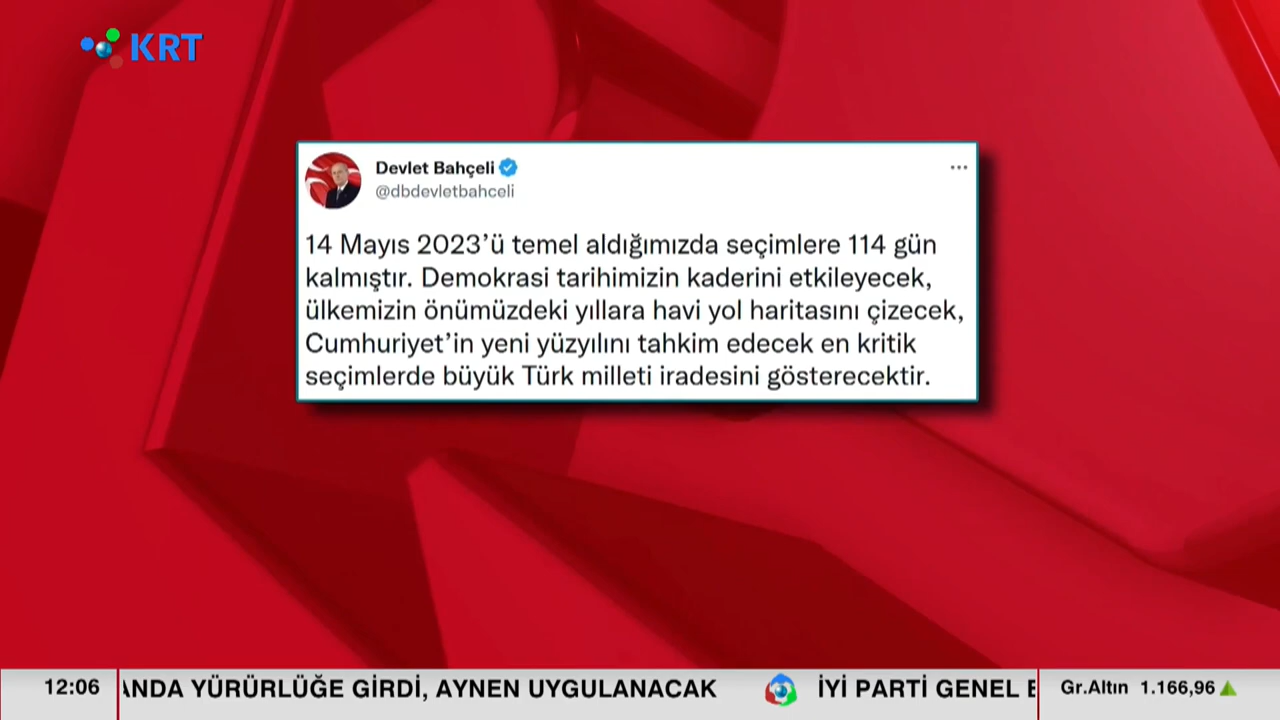 KRT
Devlet Bahçeli
@dbdevletbahceli
14 Mayıs 2023’ü temel aldığımızda seçimlere 114 gün
kalmıştır. Demokrasi tarihimizin kaderini etkileyecek,
ülkemizin önümüzdeki yıllara havi yol haritasını çizecek,
Cumhuriyet’in yeni yüzyılını tahkim edecek en kritik
seçimlerde büyük Türk milleti iradesini gösterecektir.
12:06 ANDA YÜRÜRLÜĞE GİRDİ, AYNEN UYGULANACAK İYİ PARTİ GENEL Gr.Altın 1.166,96